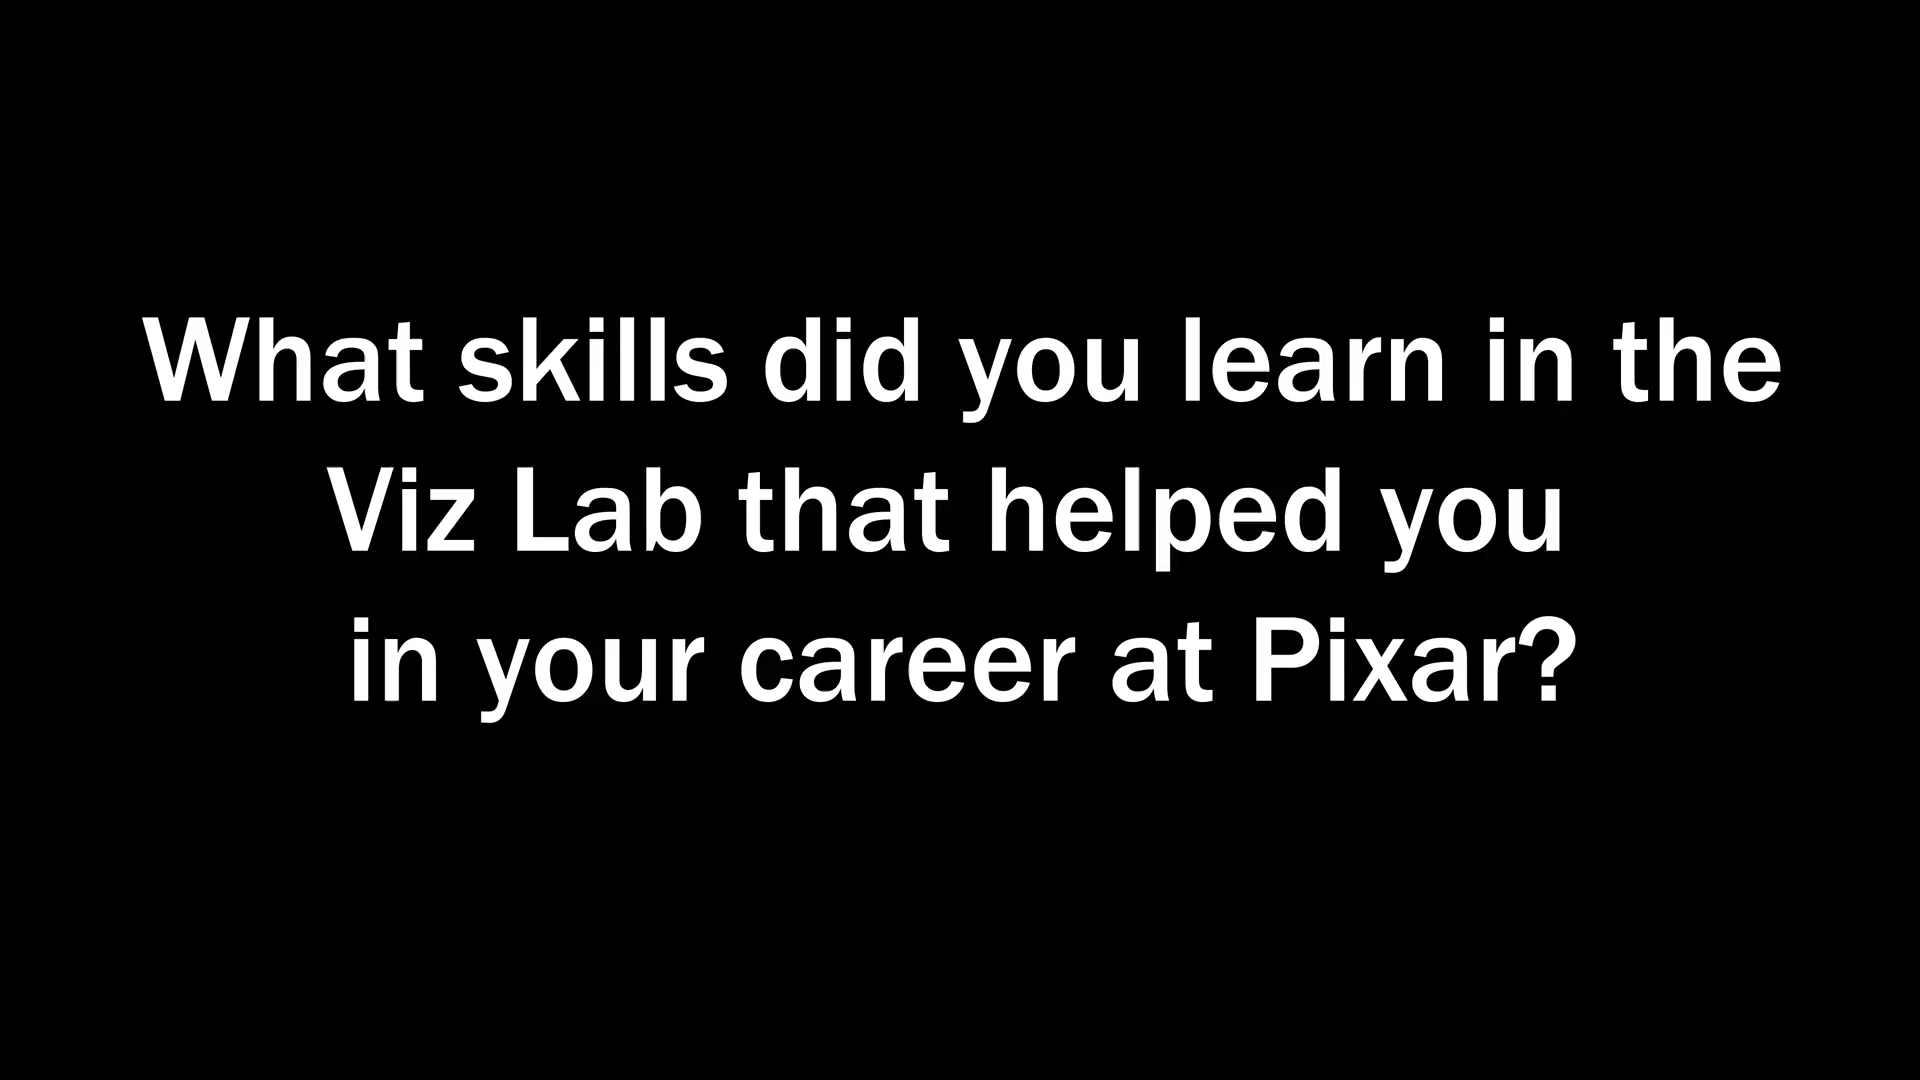 What skills did you learn in the
Viz Lab that helped you
in your career at Pixar?